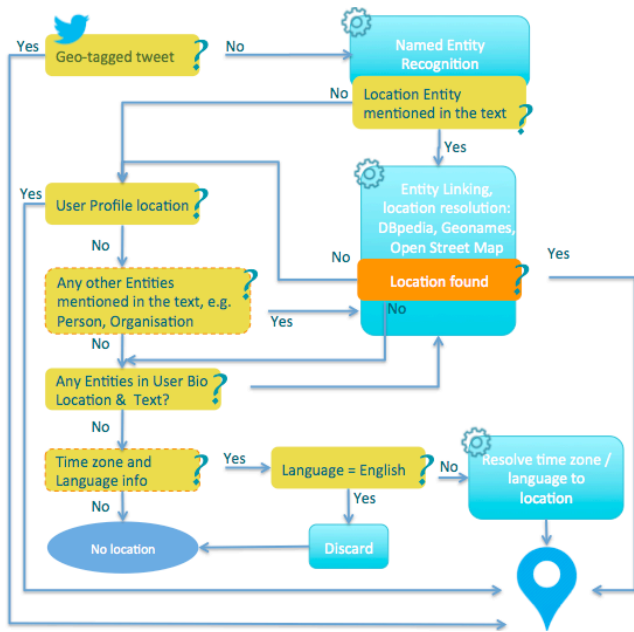 Yes
Geo-tagged tweet
?
No
Named Entity
Recognition
No
Location Entity
mentioned in the text
?
Yes
Yes
User Profile location
?
Entity Linking,
location resolution:
DBpedia, Geonames,
Open Street Map
No
No
Yes
Location found
?
Any other Entities
mentioned in the text, e.g.
Person, Organisation
?
Yes
No
No
Any Entities in User Bio
Location & Text?
?
No
Time zone and
Language info
?
Yes
Language = English
?
No
Resolve time zone /
language to
location
No
Yes
No location
Discard